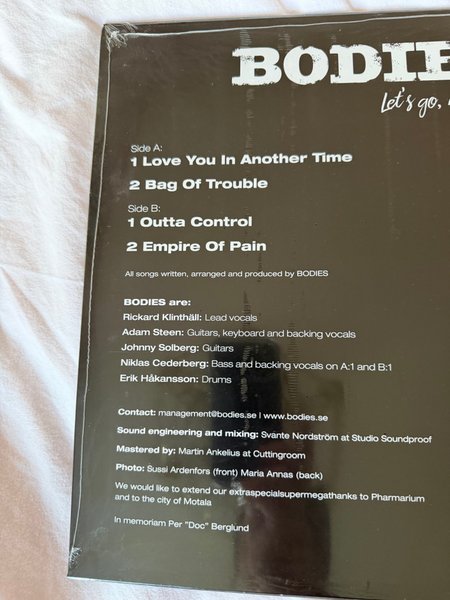 BODIE
Let's go,
Side A:
1 Love You In Another Time
2 Bag Of Trouble
Side B:
1 Outta Control
2 Empire Of Pain
All songs written, arranged and produced by BODIES
BODIES are:
Rickard Klinthäll: Lead vocals
Adam Steen: Guitars, keyboard and backing vocals
Johnny Solberg: Guitars
Niklas Cederberg: Bass and backing vocals on A:1 and B:1
Erik Håkansson: Drums
Contact: management@bodies.se | www.bodies.se
Sound engineering and mixing: Svante Nordström at Studio Soundproof
Mastered by: Martin Ankelius at Cuttingroom
Photo: Sussi Ardenfors (front) Maria Annas (back)
We would like to extend our extraspecialsupermegathanks to Pharmarium
and to the city of Motala
In memoriam Per "Doc" Berglund